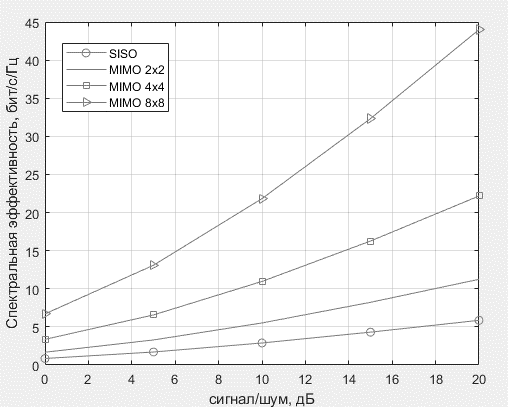 45
40
35
30
25
20
15
10
5
0
Спектральная эффективность, бит/с/Гц
SISO
MIMO 2x2
MIMO 4x4
MIMO 8x8
0 2 4 6 8 10 12 14 16 18 20
сигнал/шум, дБ